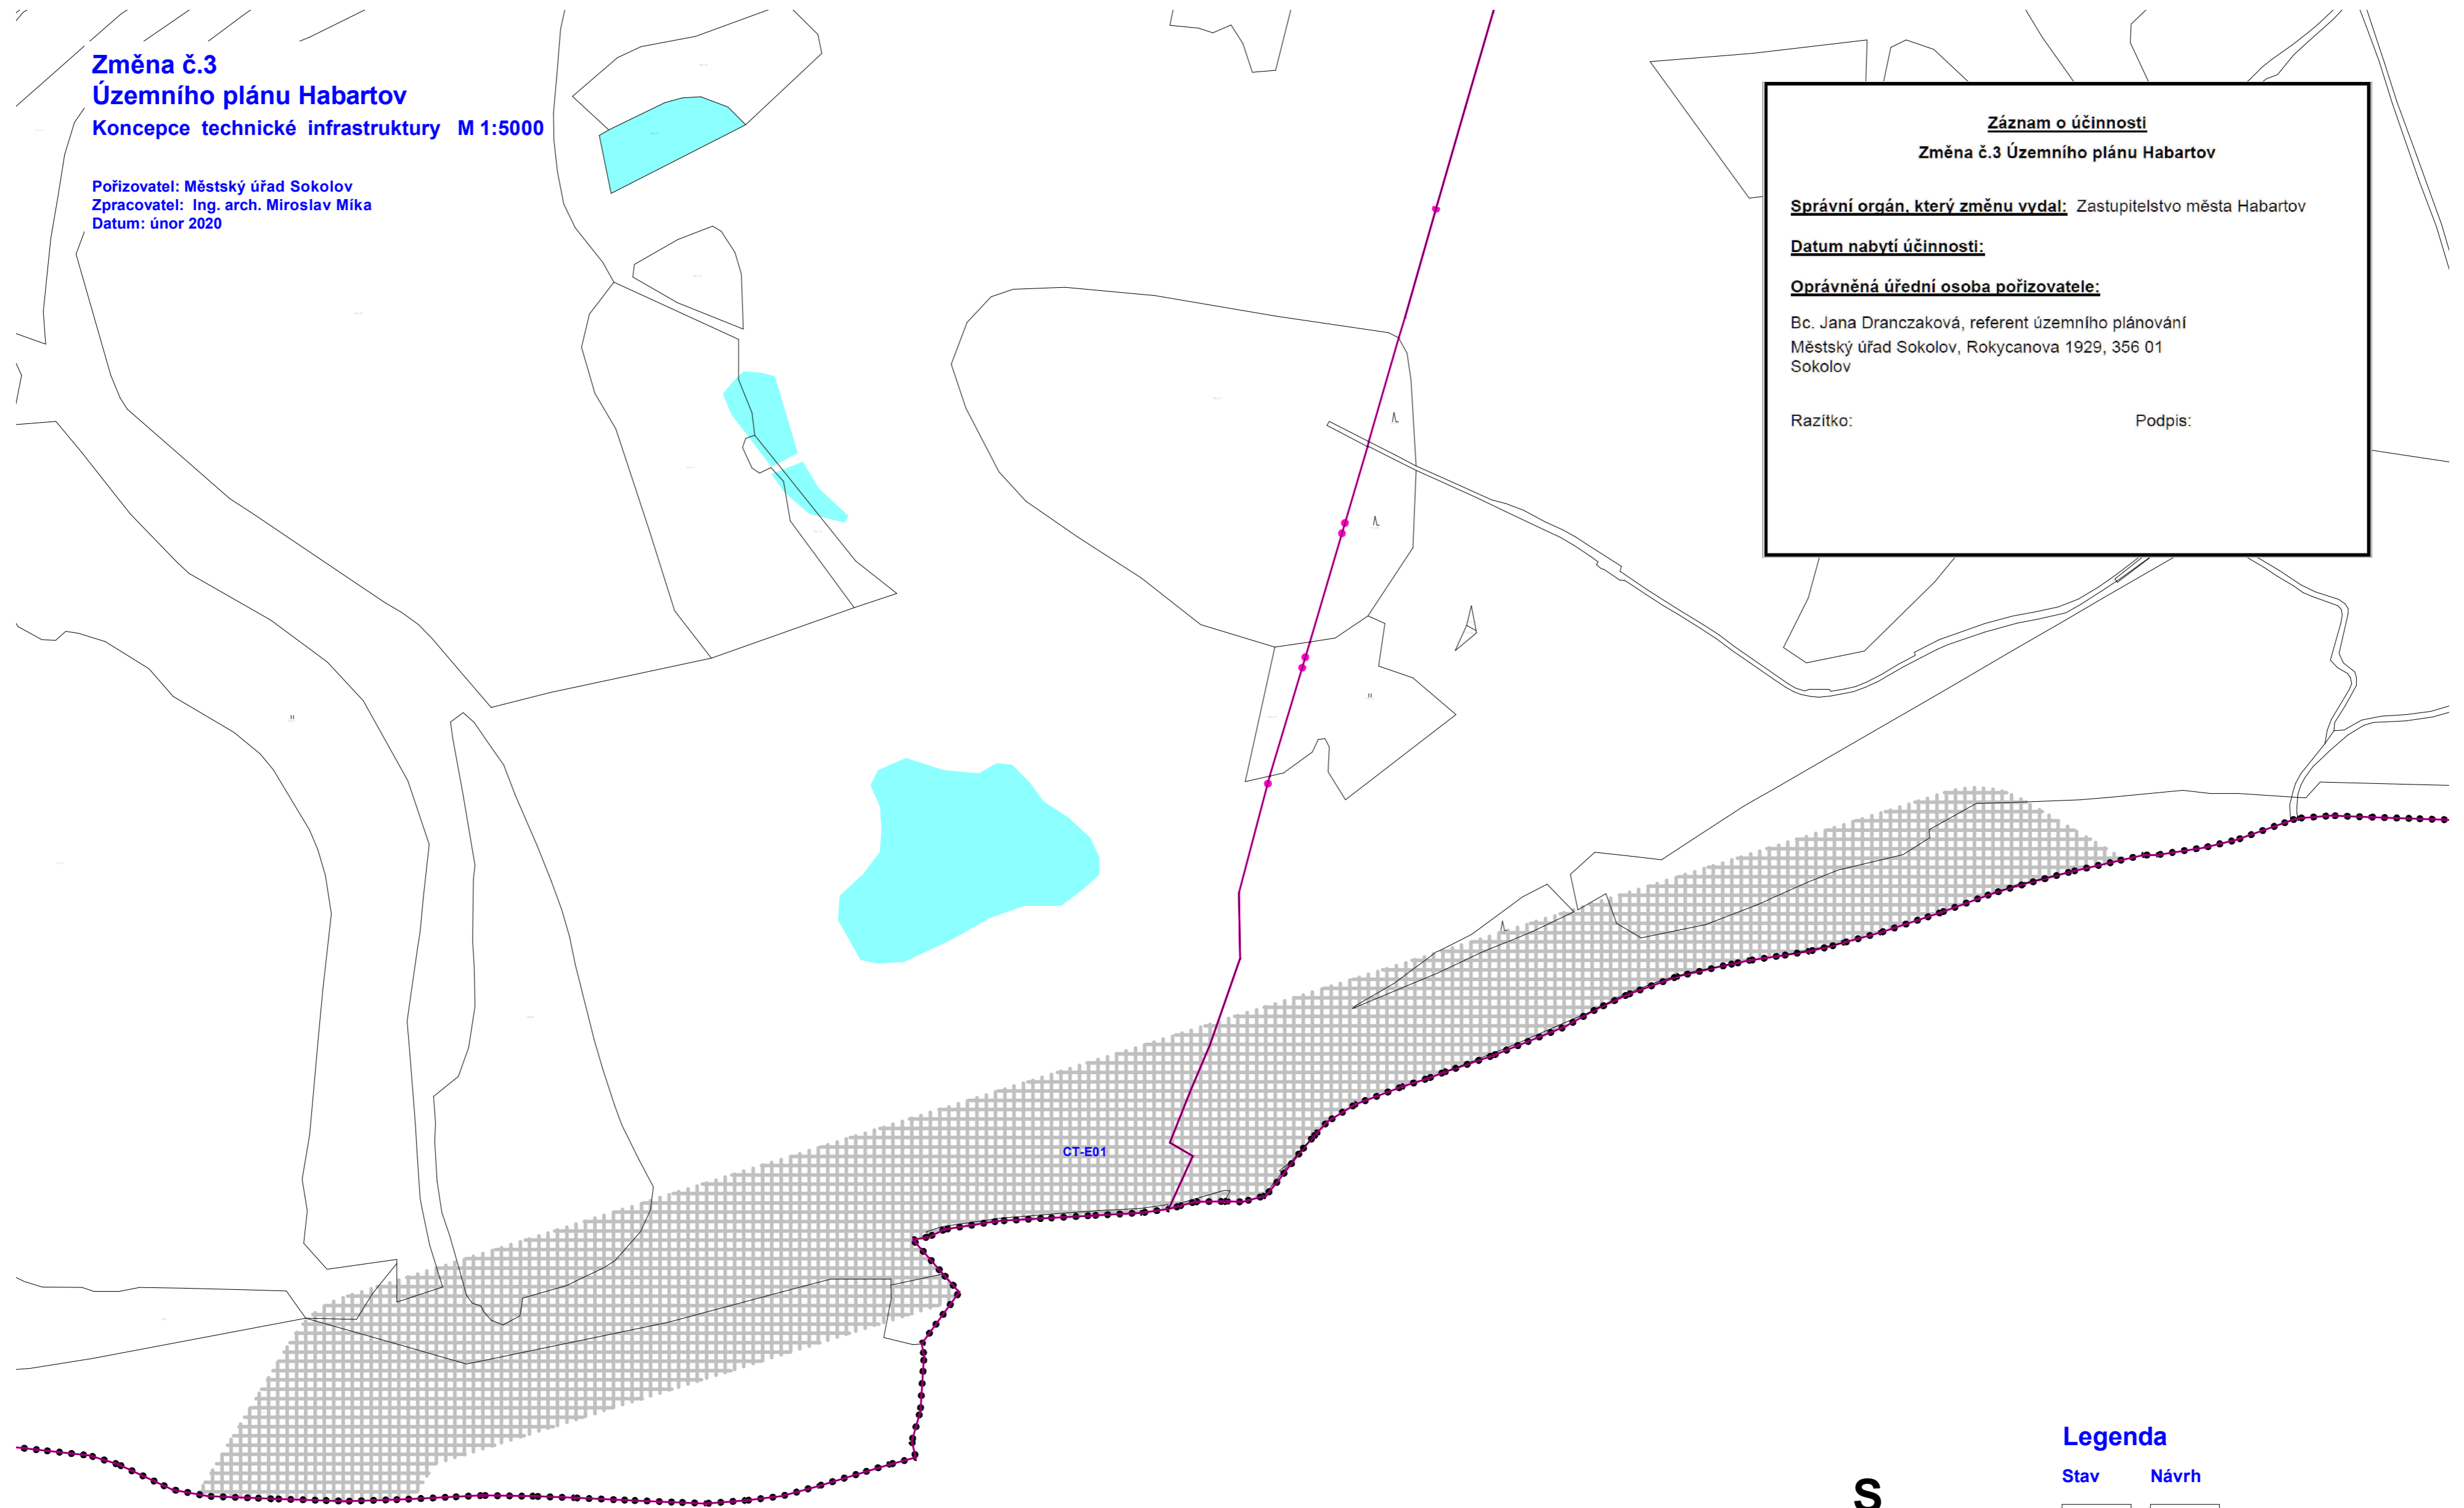 Změna č.3
Územního plánu Habartov
Koncepce technické infrastruktury M 1:5000
Pořizovatel: Městský úřad Sokolov
Zpracovatel: Ing. arch. Miroslav Míka
Datum: únor 2020
Záznam o účinnosti
Změna č.3 Územního plánu Habartov
Správní orgán, který změnu vydal: Zastupitelstvo města Habartov
Datum nabytí účinnosti:
Oprávněná úřední osoba pořizovatele:
Bc. Jana Dranczaková, referent územního plánování
Městský úřad Sokolov, Rokycanova 1929, 356 01
Sokolov
Razítko: Podpis:
CT-E01
Legenda
Stav Návrh
S